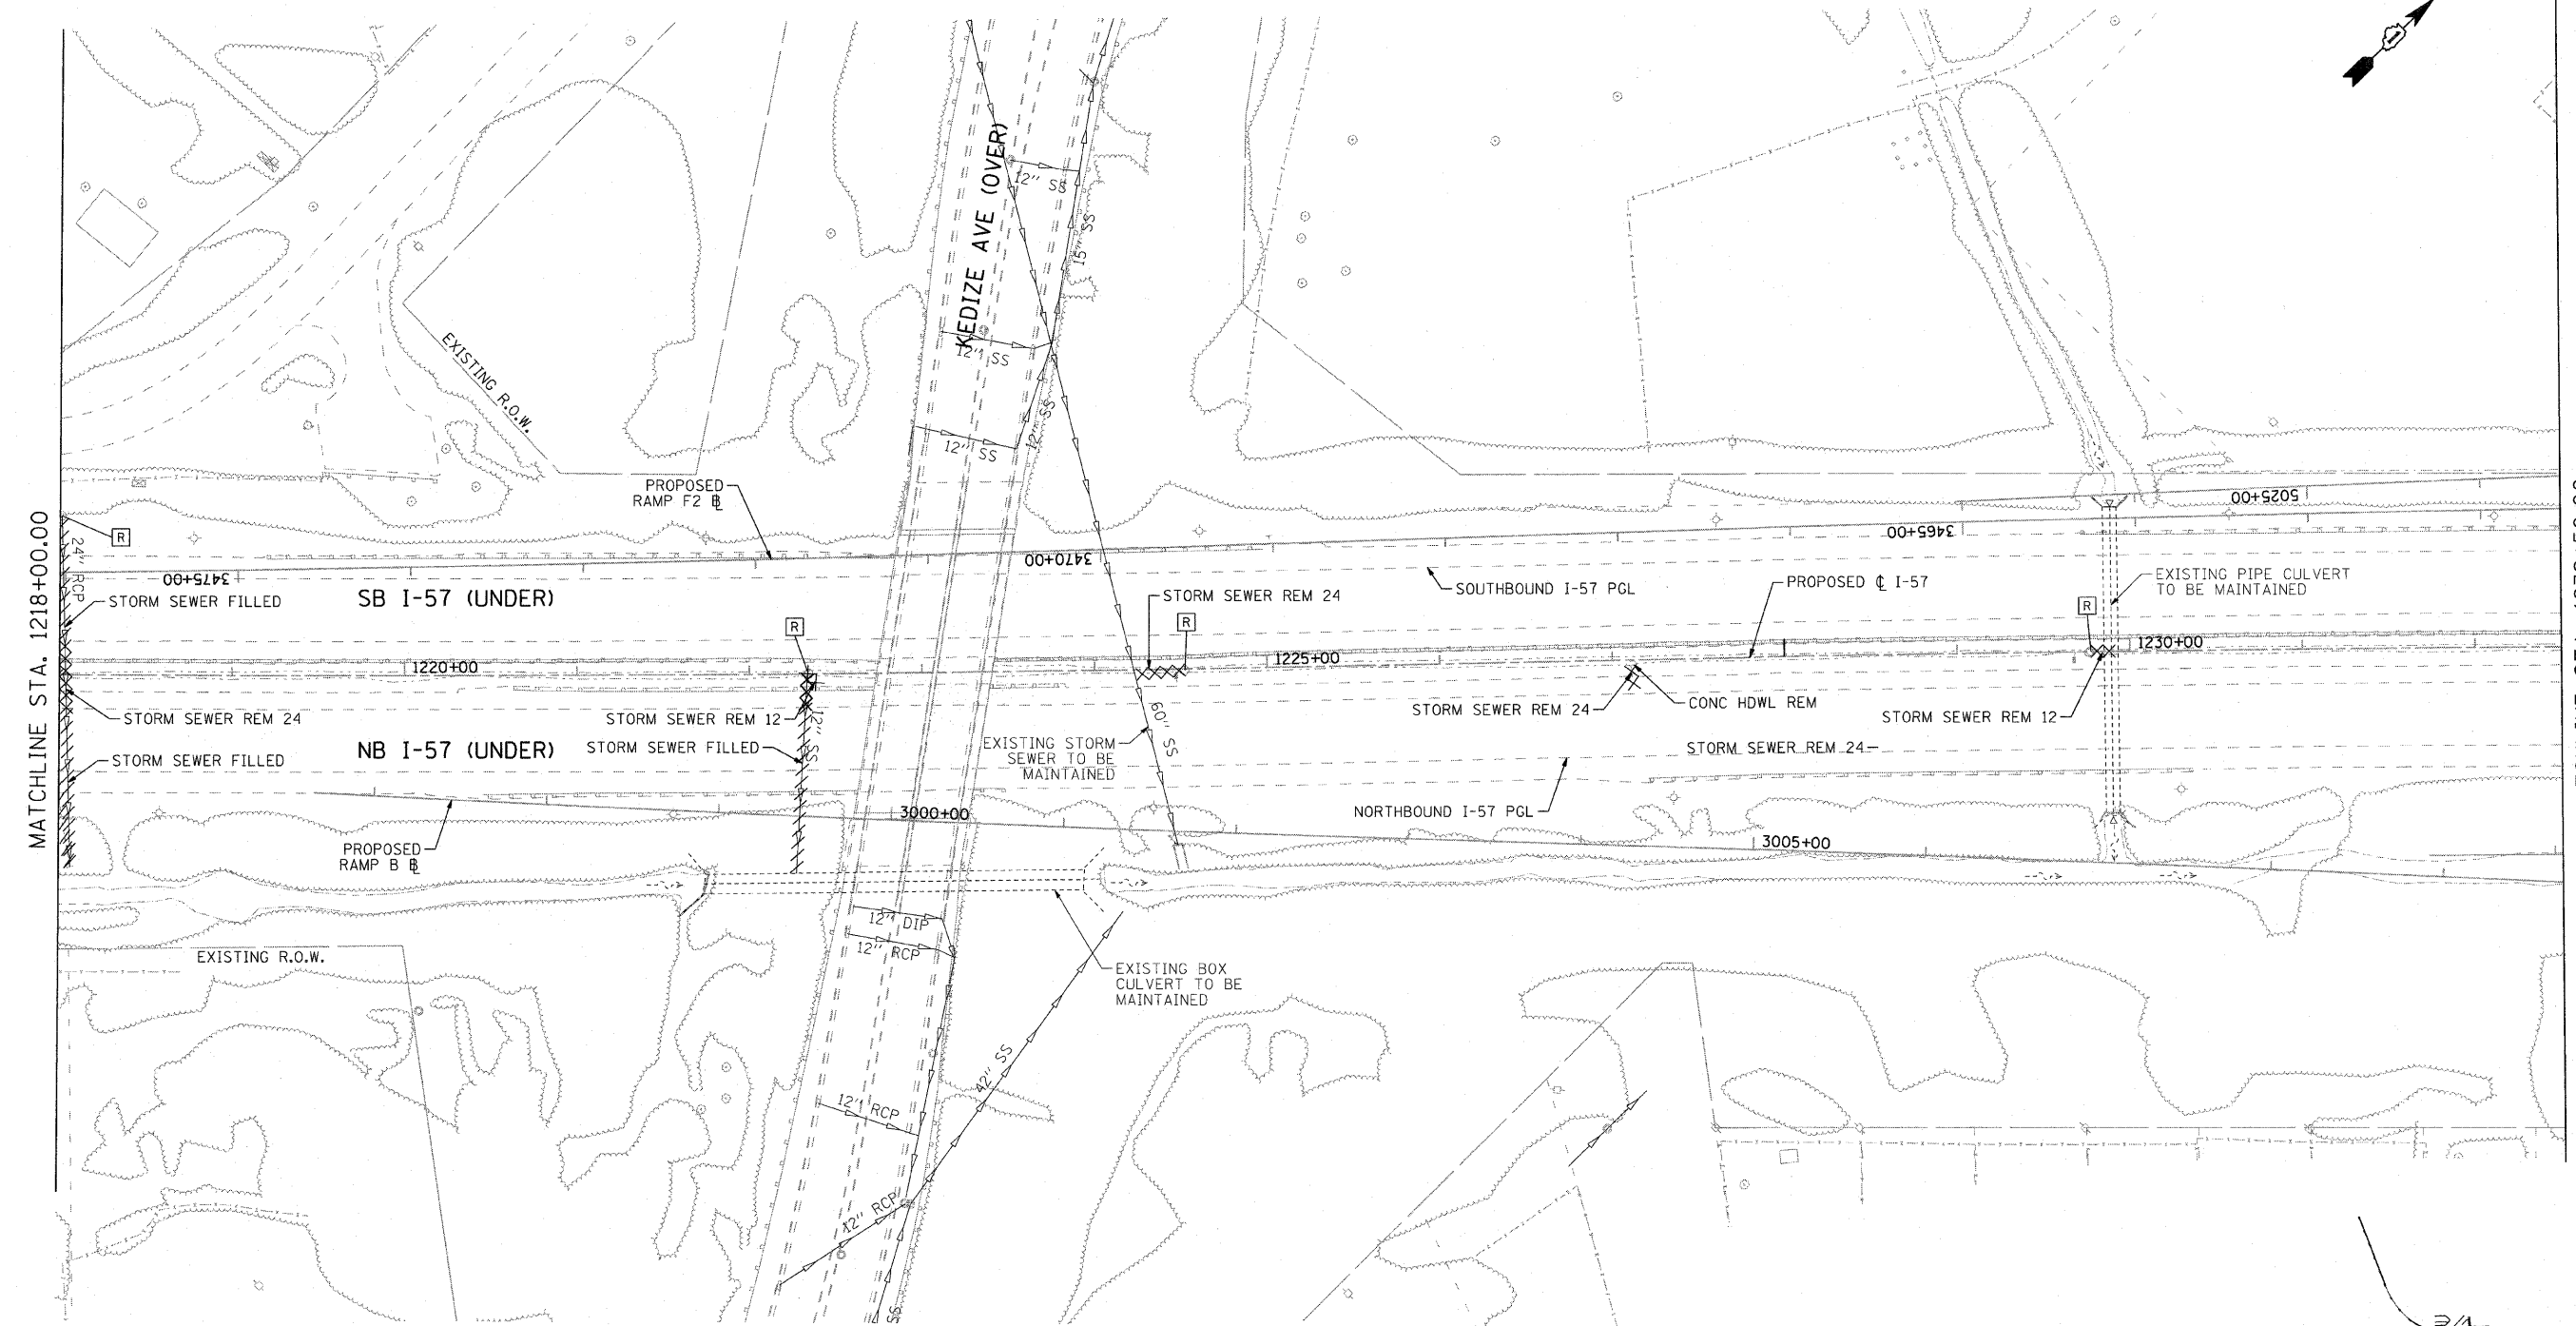 KEDIZE AVE (OVER)
12" SS
15" SS
12" SS
12" SS
12" SS
EXISTING R.O.W.
PROPOSED
RAMP F2 ⅊
5025+00
3465+00
3470+00
3475+00
MATCHLINE STA. 1218+00.00
R
24" RCP
STORM SEWER FILLED
SB I-57 (UNDER)
SOUTHBOUND I-57 PGL
PROPOSED ℄ I-57
EXISTING PIPE CULVERT
TO BE MAINTAINED
STORM SEWER REM 24
R
R
R
1220+00
1225+00
1230+00
STORM SEWER REM 24
STORM SEWER REM 12
12" SS
STORM SEWER REM 24
CONC HDWL REM
STORM SEWER REM 12
NB I-57 (UNDER)
STORM SEWER FILLED
60" SS
EXISTING STORM
SEWER TO BE
MAINTAINED
STORM SEWER REM 24
STORM SEWER FILLED
NORTHBOUND I-57 PGL
3000+00
3005+00
PROPOSED
RAMP B ⅊
12" DIP
12" RCP
EXISTING R.O.W.
EXISTING BOX
CULVERT TO BE
MAINTAINED
42" SS
12" RCP
12" RCP
SS